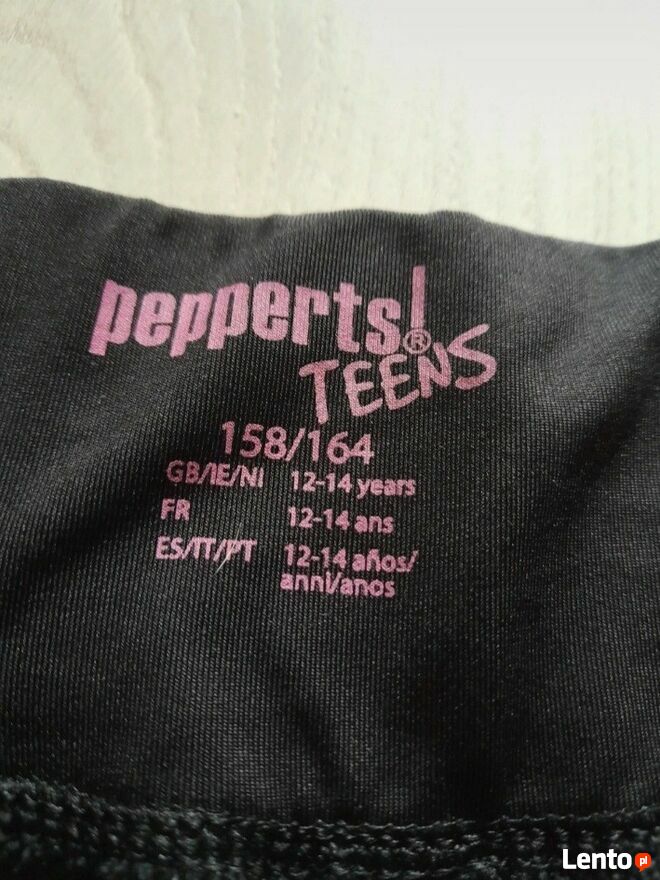 pepperts!®
TEENS
158/164
GB/IE/NI 12-14 years
FR 12-14 ans
ES/IT/PT 12-14 años/
anni/anos
Lento.pl